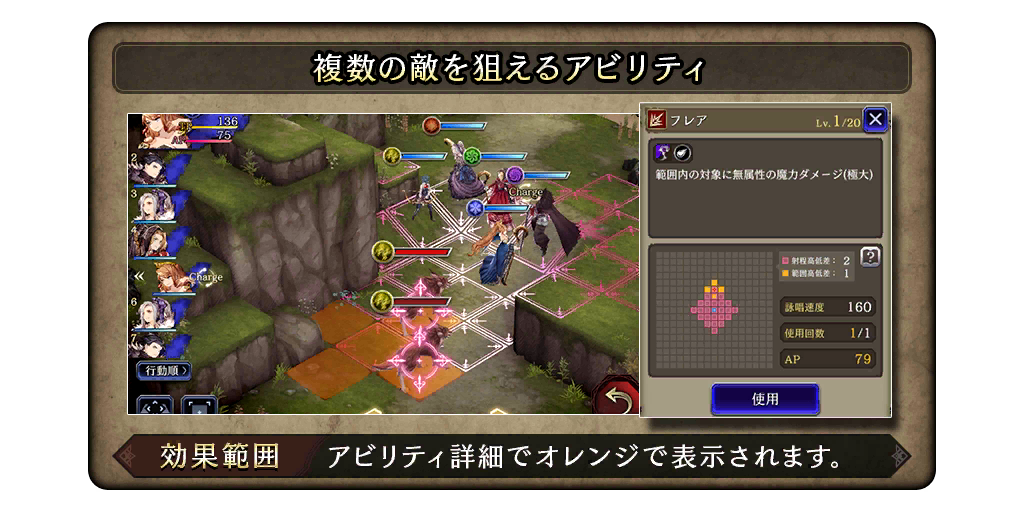 複数の敵を狙えるアビリティ
136
75
2
3
4
Charge
6
7
行動順
Charge
フレア
Lv.1/20
範囲内の対象に無属性の魔力ダメージ(極大)
射程高低差： 2
範囲高低差： 1
?
詠唱速度 160
使用回数 1/1
AP 79
使用
効果範囲 アビリティ詳細でオレンジで表示されます。